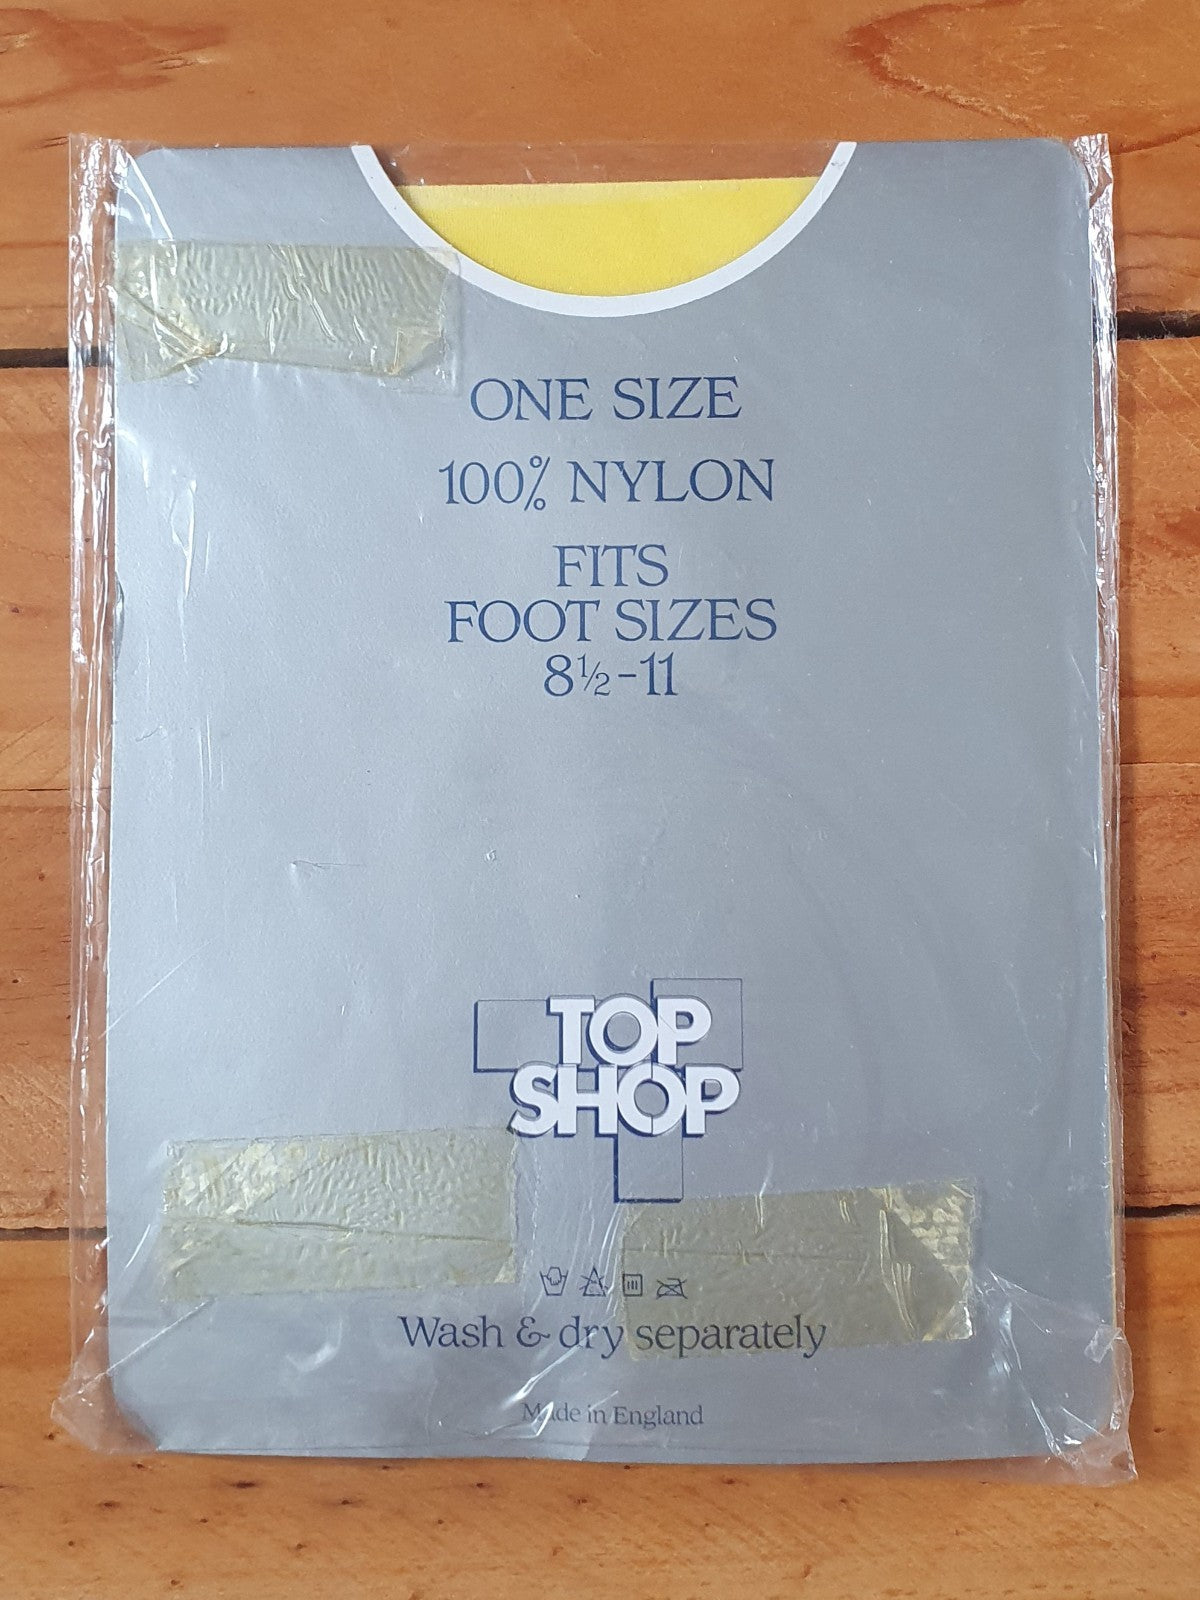 ONE SIZE
100% NYLON
FITS
FOOT SIZES
8½-11
TOP
SHOP
Wash & dry separately
Made in England